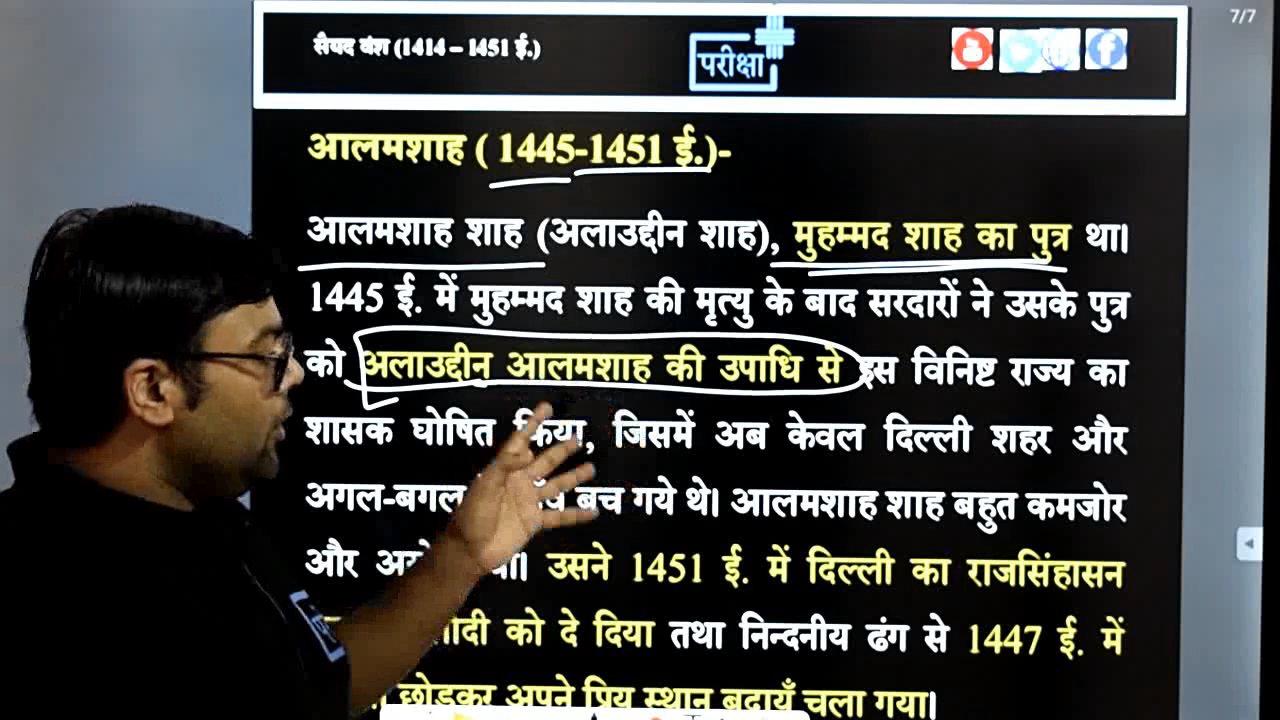 7/7
सैयद वंश (1414 – 1451 ई.)
परीक्षा
आलमशाह ( 1445-1451 ई.)-
आलमशाह शाह (अलाउद्दीन शाह), मुहम्मद शाह का पुत्र था।
1445 ई. में मुहम्मद शाह की मृत्यु के बाद सरदारों ने उसके पुत्र
को अलाउद्दीन आलमशाह की उपाधि से इस विनिष्ट राज्य का
शासक घोषित किया, जिसमें अब केवल दिल्ली शहर और
अगल-बगल बच गये थे। आलमशाह शाह बहुत कमजोर
और उसने 1451 ई. में दिल्ली का राजसिंहासन
को दे दिया तथा निन्दनीय ढंग से 1447 ई. में
छोड़कर अपने प्रिय स्थान बदायूँ चला गया।